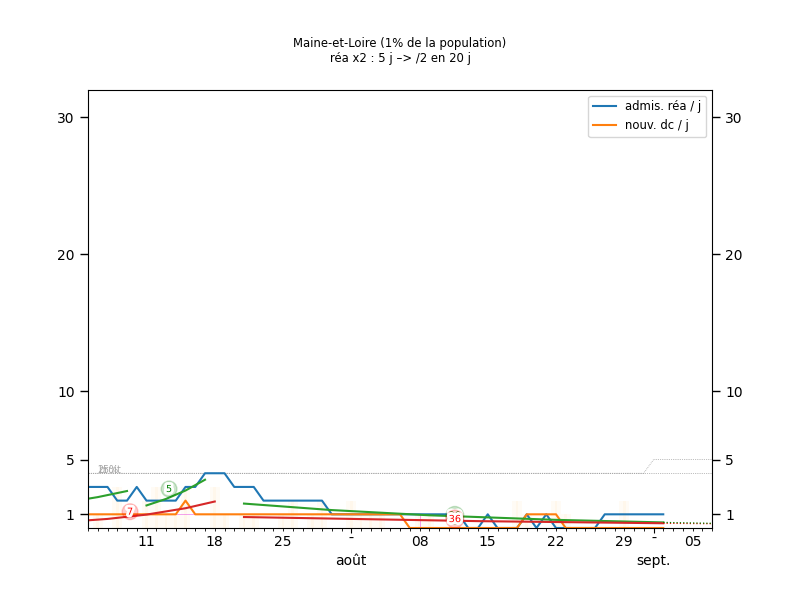 Maine-et-Loire (1% de la population)
réa x2 : 5 j –> /2 en 20 j
admis. réa / j
nouv. dc / j
30 30
20 20
10 10
5 5
1 1
5
7
36
11 18 25 - 08 15 22 29 - 05
août sept.